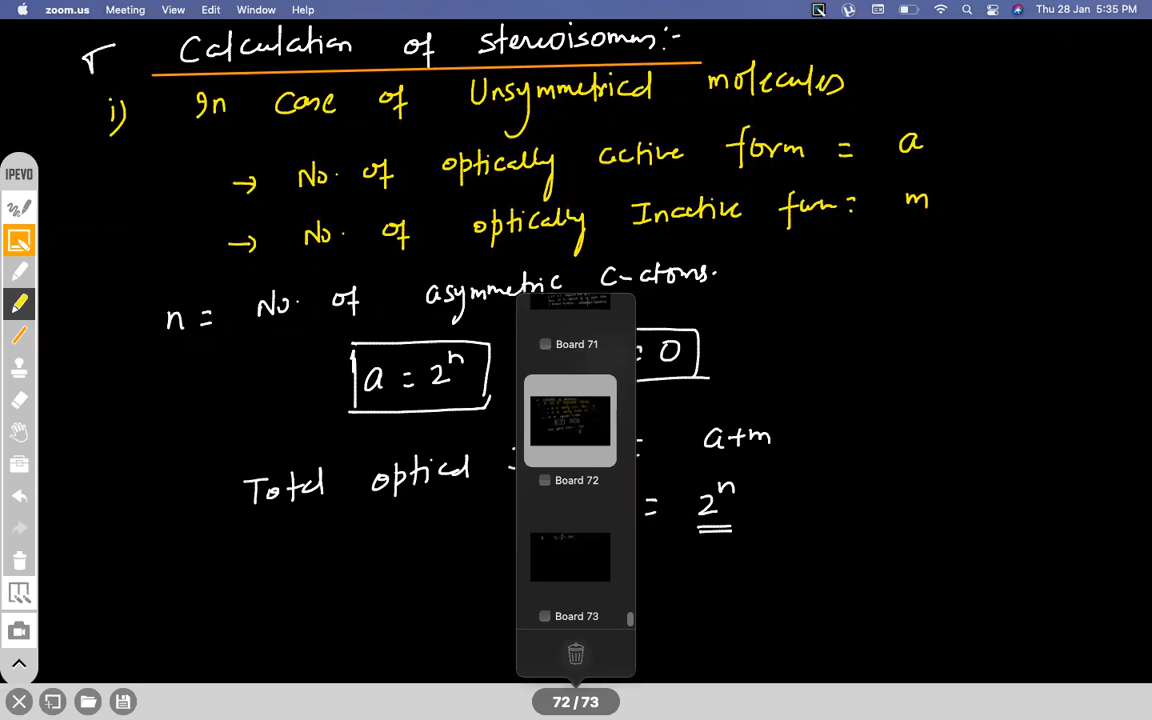 zoom.us Meeting View Edit Window Help Thu 28 Jan 5:35 PM
Calculation of stereoisomers:-
i) In Case of Unsymmetrical molecules
→ No. of optically active form = a
→ No. of optically Inactive form = m
n = No. of asymmetric C-atoms.
a = 2ⁿ = 0
Total optical = a+m
= 2ⁿ
IPEVO
Board 71
Board 72
Board 73
72 / 73